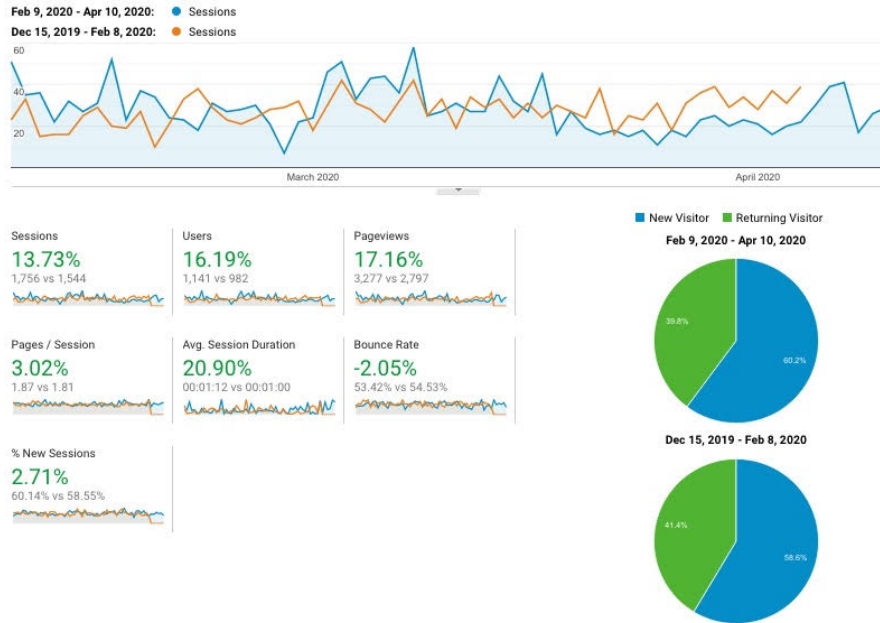 Feb 9, 2020 - Apr 10, 2020: Sessions
Dec 15, 2019 - Feb 8, 2020: Sessions
60
40
20
March 2020 April 2020
New Visitor Returning Visitor
Feb 9, 2020 - Apr 10, 2020
Sessions Users Pageviews
13.73% 16.19% 17.16%
1,756 vs 1,544 1,141 vs 982 3,277 vs 2,797
39.8%
60.2%
Pages / Session Avg. Session Duration Bounce Rate
3.02% 20.90% -2.05%
1.87 vs 1.81 00:01:12 vs 00:01:00 53.42% vs 54.53%
Dec 15, 2019 - Feb 8, 2020
% New Sessions
2.71%
60.14% vs 58.55%
41.4%
58.6%